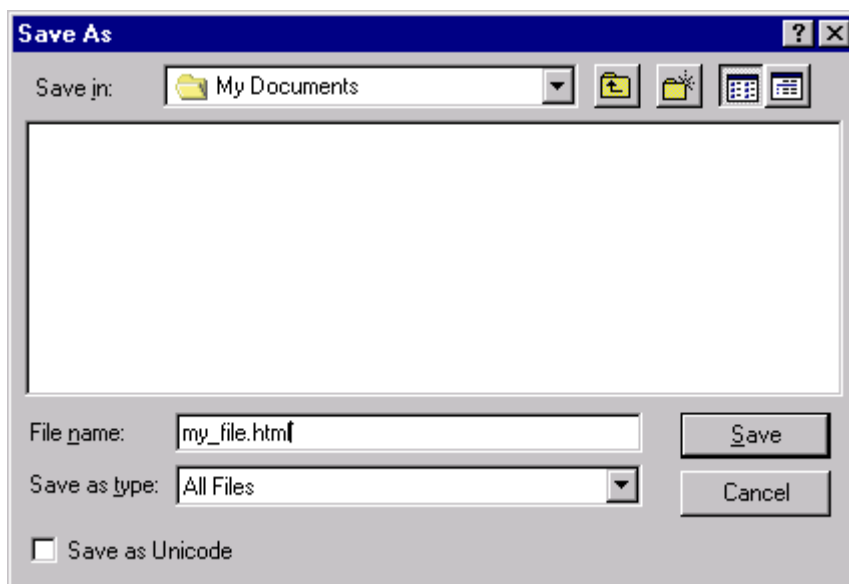 Save As
Save in: My Documents
File name: my_file.html Save
Save as type: All Files Cancel
Save as Unicode